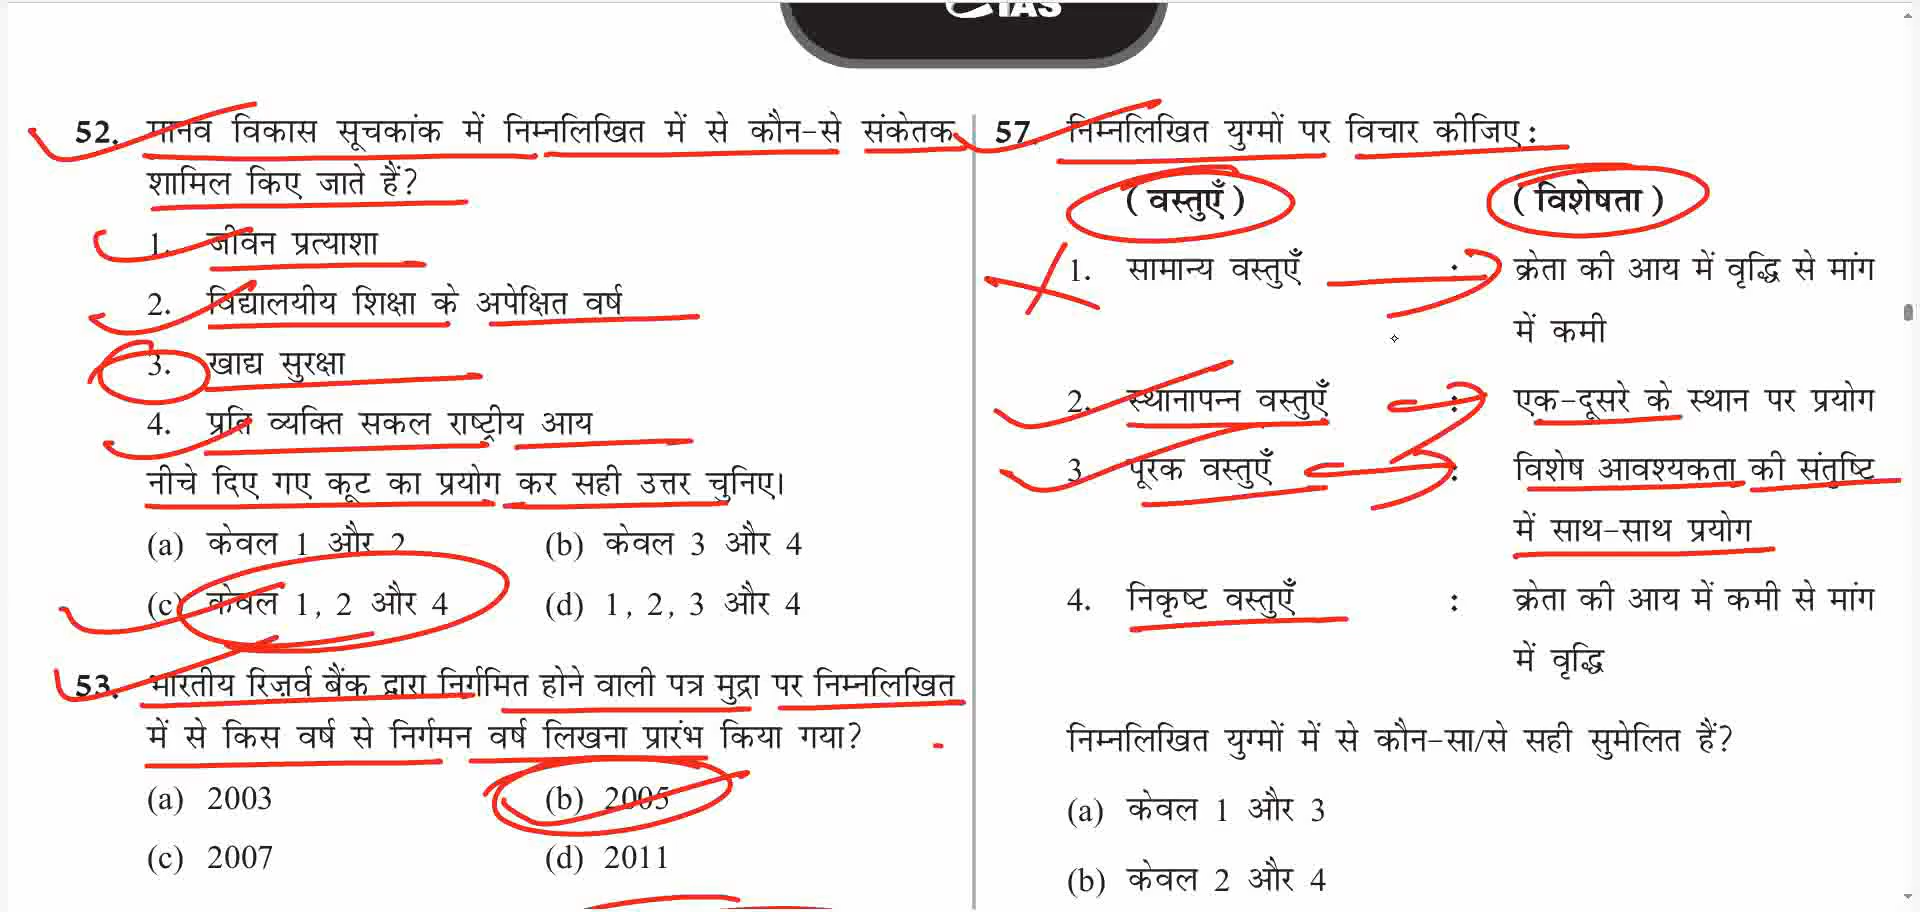 IAS
52. मानव विकास सूचकांक में निम्नलिखित में से कौन-से संकेतक
शामिल किए जाते हैं?
1. जीवन प्रत्याशा
2. विद्यालयीय शिक्षा के अपेक्षित वर्ष
3. खाद्य सुरक्षा
4. प्रति व्यक्ति सकल राष्ट्रीय आय
नीचे दिए गए कूट का प्रयोग कर सही उत्तर चुनिए।
(a) केवल 1 और 2 (b) केवल 3 और 4
(c) केवल 1, 2 और 4 (d) 1, 2, 3 और 4
53. भारतीय रिज़र्व बैंक द्वारा निर्गमित होने वाली पत्र मुद्रा पर निम्नलिखित
में से किस वर्ष से निर्गमन वर्ष लिखना प्रारंभ किया गया?
(a) 2003 (b) 2005
(c) 2007 (d) 2011
57 निम्नलिखित युग्मों पर विचार कीजिए :
(वस्तुएँ) (विशेषता)
1. सामान्य वस्तुएँ : क्रेता की आय में वृद्धि से मांग
में कमी
2. स्थानापन्न वस्तुएँ : एक-दूसरे के स्थान पर प्रयोग
3 पूरक वस्तुएँ : विशेष आवश्यकता की संतुष्टि
में साथ-साथ प्रयोग
4. निकृष्ट वस्तुएँ : क्रेता की आय में कमी से मांग
में वृद्धि
निम्नलिखित युग्मों में से कौन-सा/से सही सुमेलित हैं?
(a) केवल 1 और 3
(b) केवल 2 और 4